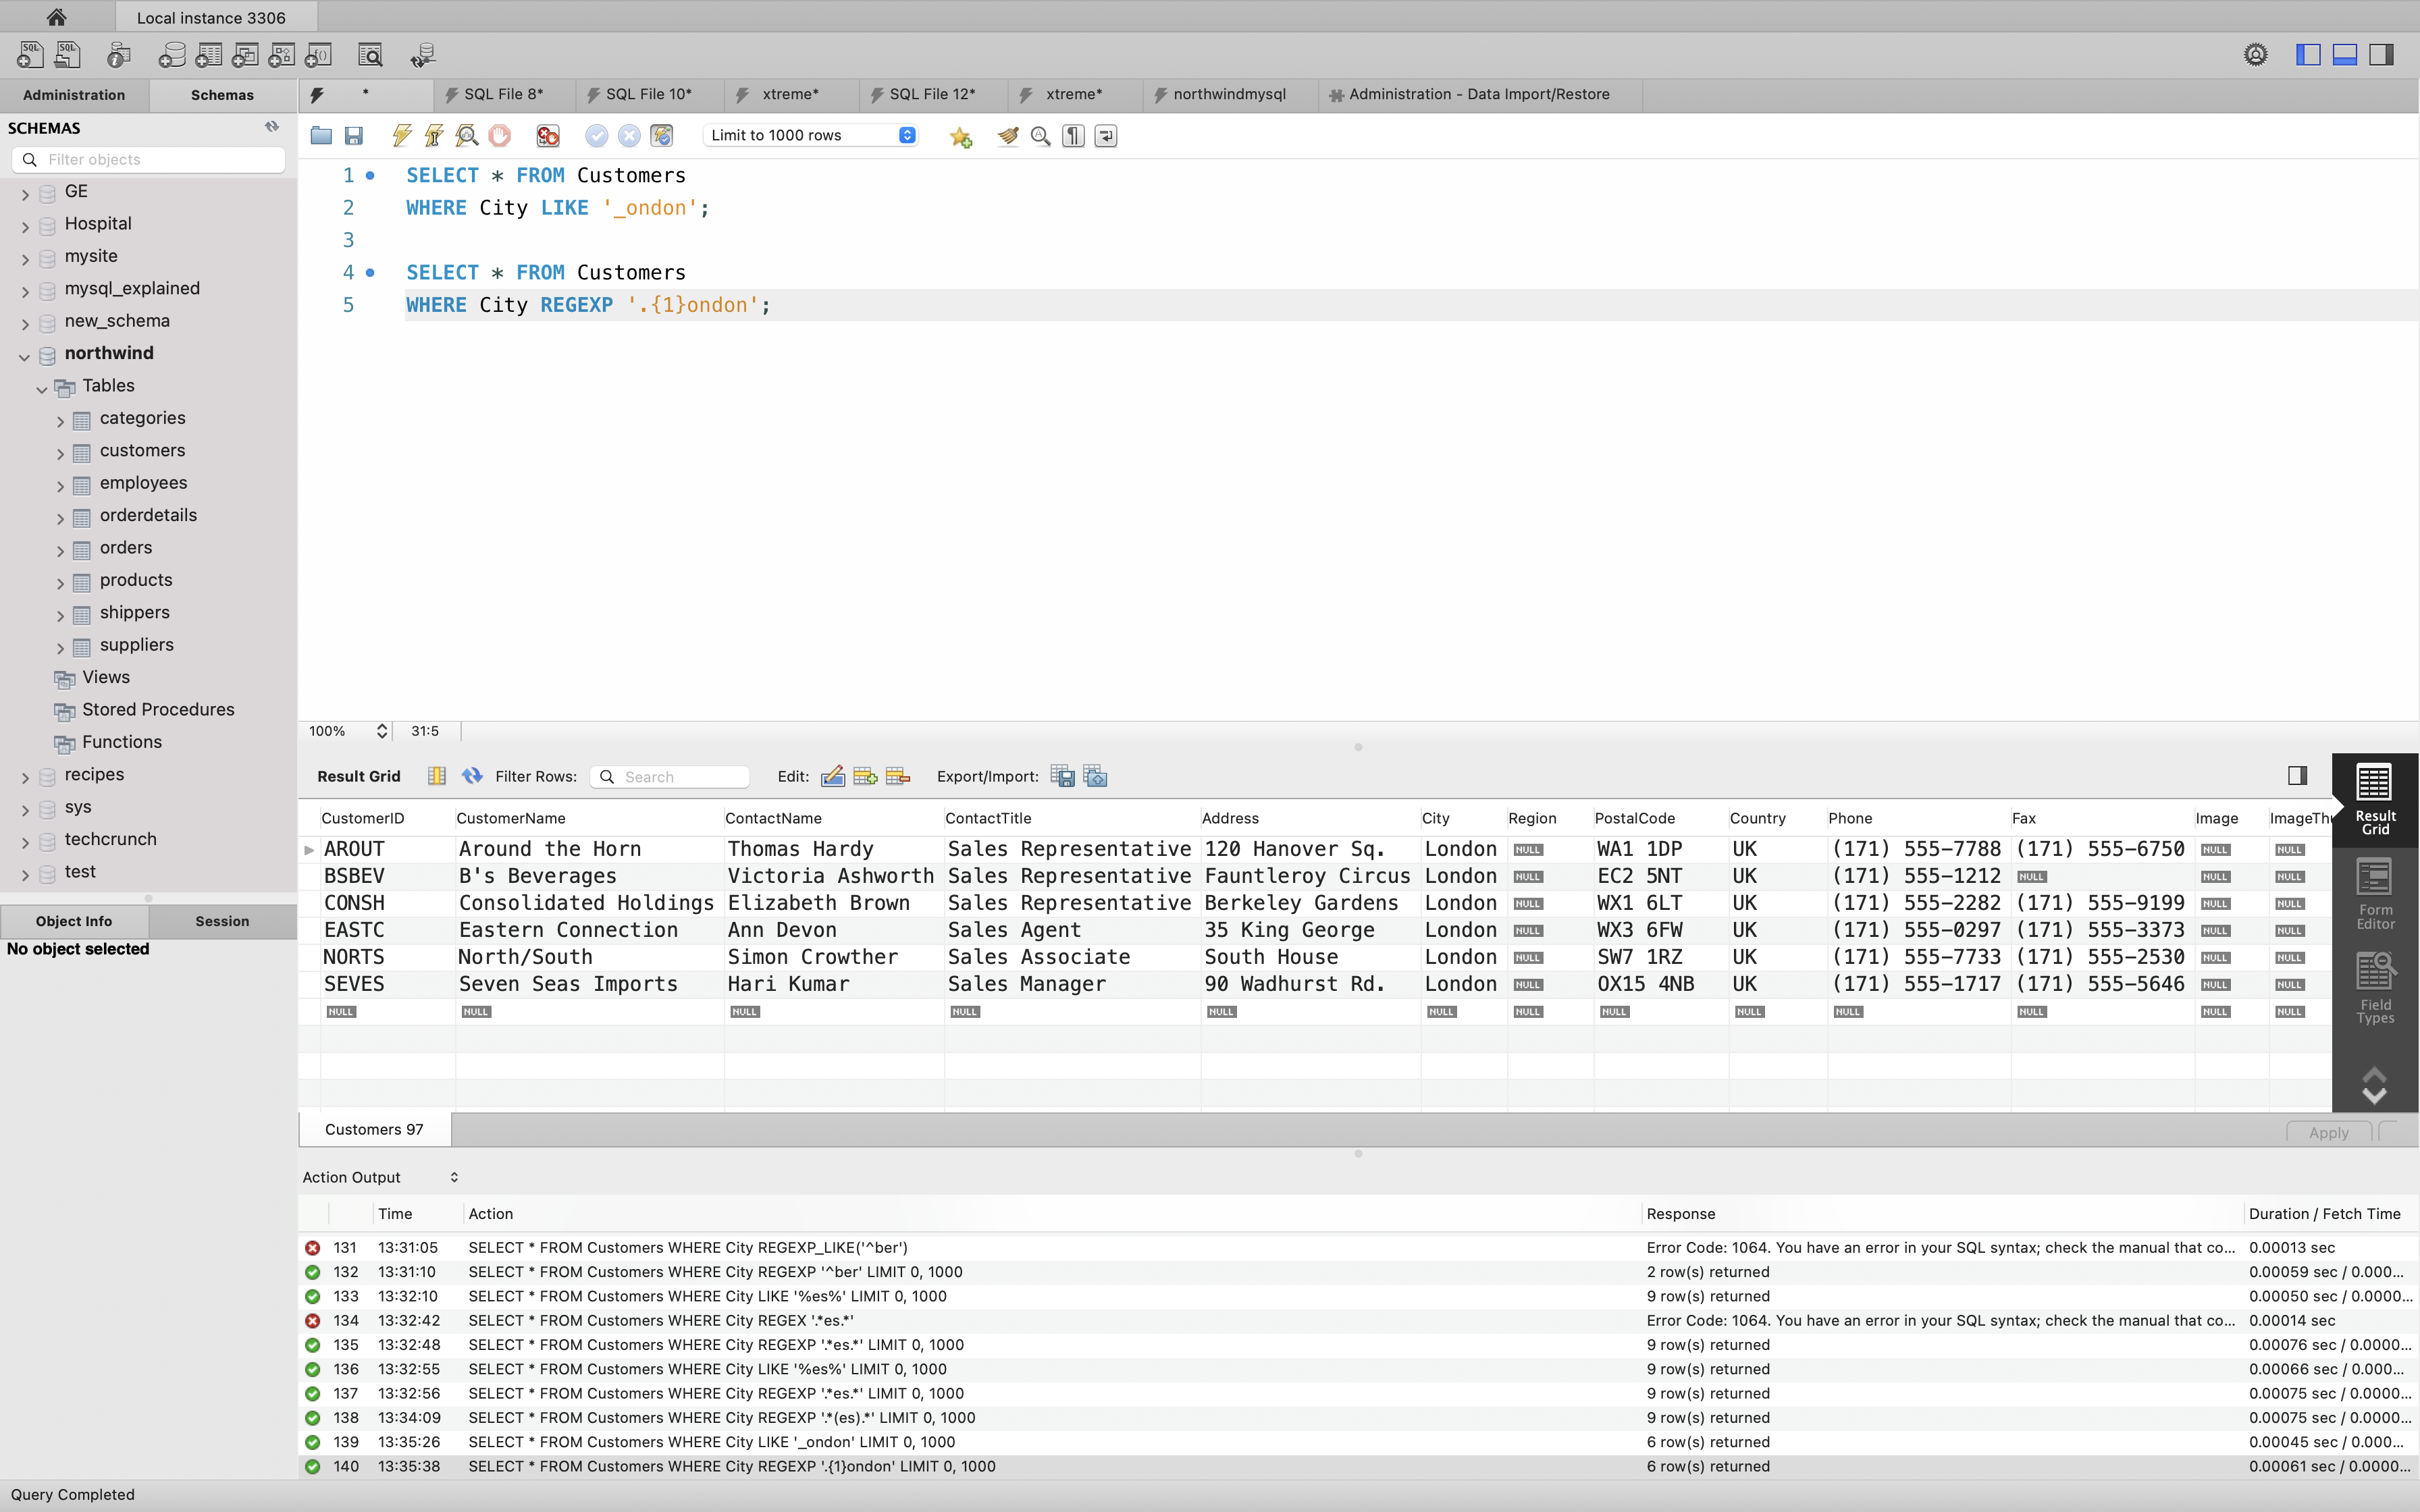 Local instance 3306
Administration
Schemas
* 
SQL File 8*
SQL File 10*
xtreme*
SQL File 12*
xtreme*
northwindmysql
Administration - Data Import/Restore
SCHEMAS
Filter objects
GE
Hospital
mysite
mysql_explained
new_schema
northwind
Tables
categories
customers
employees
orderdetails
orders
products
shippers
suppliers
Views
Stored Procedures
Functions
recipes
sys
techcrunch
test
Object Info
Session
No object selected
Limit to 1000 rows
1 SELECT * FROM Customers
2 WHERE City LIKE '_ondon';
3
4 SELECT * FROM Customers
5 WHERE City REGEXP '.{1}ondon';
100% 31:5
Result Grid Filter Rows: Search Edit: Export/Import:
CustomerID CustomerName ContactName ContactTitle Address City Region PostalCode Country Phone Fax Image ImageThu
AROUT Around the Horn Thomas Hardy Sales Representative 120 Hanover Sq. London NULL WA1 1DP UK (171) 555-7788 (171) 555-6750 NULL NULL
BSBEV B's Beverages Victoria Ashworth Sales Representative Fauntleroy Circus London NULL EC2 5NT UK (171) 555-1212 NULL NULL NULL
CONSH Consolidated Holdings Elizabeth Brown Sales Representative Berkeley Gardens London NULL WX1 6LT UK (171) 555-2282 (171) 555-9199 NULL NULL
EASTC Eastern Connection Ann Devon Sales Agent 35 King George London NULL WX3 6FW UK (171) 555-0297 (171) 555-3373 NULL NULL
NORTS North/South Simon Crowther Sales Associate South House London NULL SW7 1RZ UK (171) 555-7733 (171) 555-2530 NULL NULL
SEVES Seven Seas Imports Hari Kumar Sales Manager 90 Wadhurst Rd. London NULL OX15 4NB UK (171) 555-1717 (171) 555-5646 NULL NULL
NULL NULL NULL NULL NULL NULL NULL NULL NULL NULL NULL NULL NULL
Result
Grid
Form
Editor
Field
Types
Customers 97
Apply
Action Output
Time Action Response Duration / Fetch Time
131 13:31:05 SELECT * FROM Customers WHERE City REGEXP_LIKE('^ber') Error Code: 1064. You have an error in your SQL syntax; check the manual that co... 0.00013 sec
132 13:31:10 SELECT * FROM Customers WHERE City REGEXP '^ber' LIMIT 0, 1000 2 row(s) returned 0.00059 sec / 0.000...
133 13:32:10 SELECT * FROM Customers WHERE City LIKE '%es%' LIMIT 0, 1000 9 row(s) returned 0.00050 sec / 0.0000...
134 13:32:42 SELECT * FROM Customers WHERE City REGEX '.*es.*' Error Code: 1064. You have an error in your SQL syntax; check the manual that co... 0.00014 sec
135 13:32:48 SELECT * FROM Customers WHERE City REGEXP '.*es.*' LIMIT 0, 1000 9 row(s) returned 0.00076 sec / 0.0000...
136 13:32:55 SELECT * FROM Customers WHERE City LIKE '%es%' LIMIT 0, 1000 9 row(s) returned 0.00066 sec / 0.000...
137 13:32:56 SELECT * FROM Customers WHERE City REGEXP '.*es.*' LIMIT 0, 1000 9 row(s) returned 0.00075 sec / 0.0000...
138 13:34:09 SELECT * FROM Customers WHERE City REGEXP '.*(es).*' LIMIT 0, 1000 9 row(s) returned 0.00075 sec / 0.0000...
139 13:35:26 SELECT * FROM Customers WHERE City LIKE '_ondon' LIMIT 0, 1000 6 row(s) returned 0.00045 sec / 0.000...
140 13:35:38 SELECT * FROM Customers WHERE City REGEXP '.{1}ondon' LIMIT 0, 1000 6 row(s) returned 0.00061 sec / 0.0000...
Query Completed